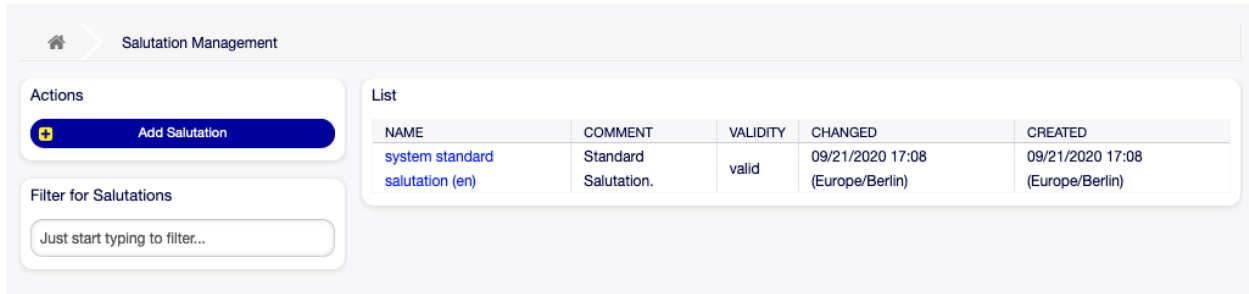 Salutation Management
Actions
Add Salutation
Filter for Salutations
Just start typing to filter...
List
NAME COMMENT VALIDITY CHANGED CREATED
system standard Standard valid 09/21/2020 17:08 09/21/2020 17:08
salutation (en) Salutation. (Europe/Berlin) (Europe/Berlin)